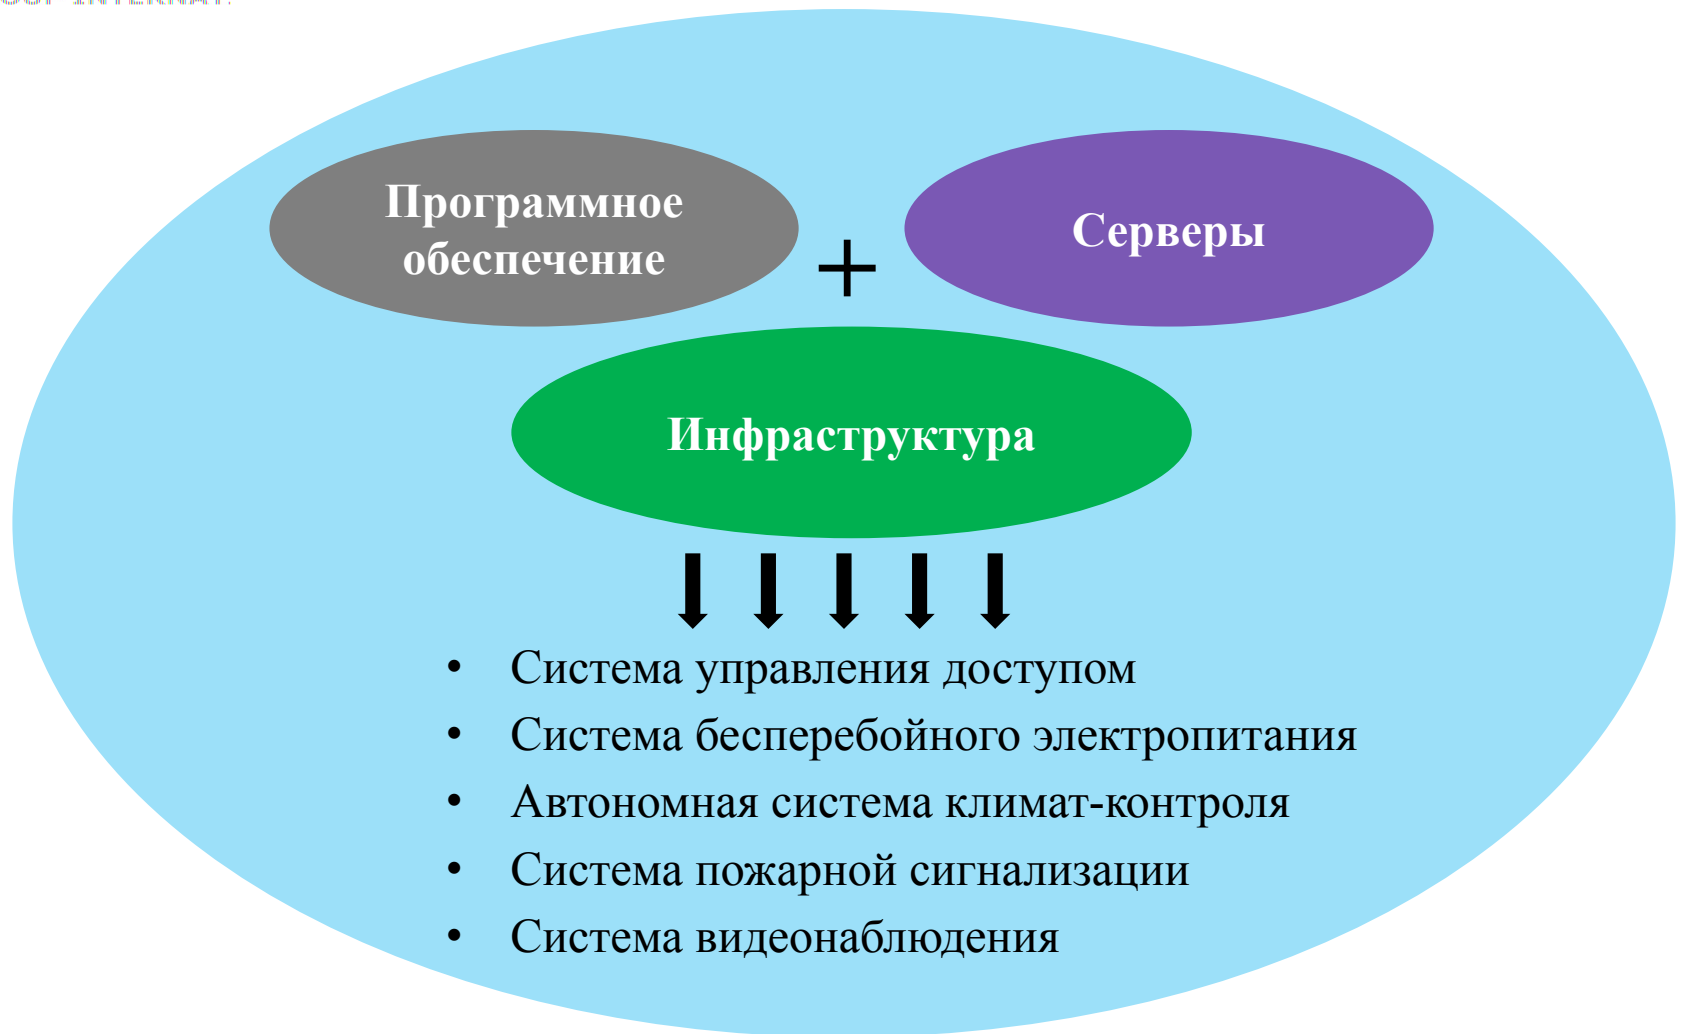 Программное
обеспечение
+
Серверы
Инфраструктура
• Система управления доступом
• Система бесперебойного электропитания
• Автономная система климат-контроля
• Система пожарной сигнализации
• Система видеонаблюдения